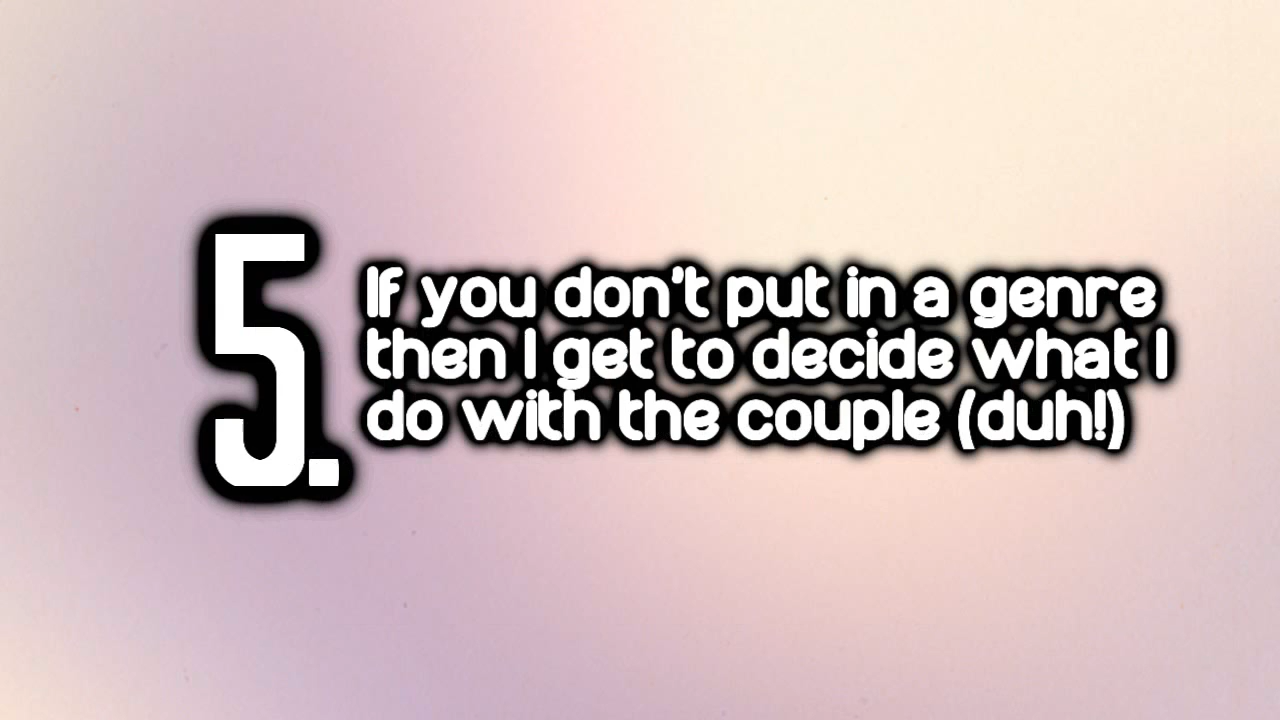 5.
If you don't put in a genre
then I get to decide what I
do with the couple (duh!)